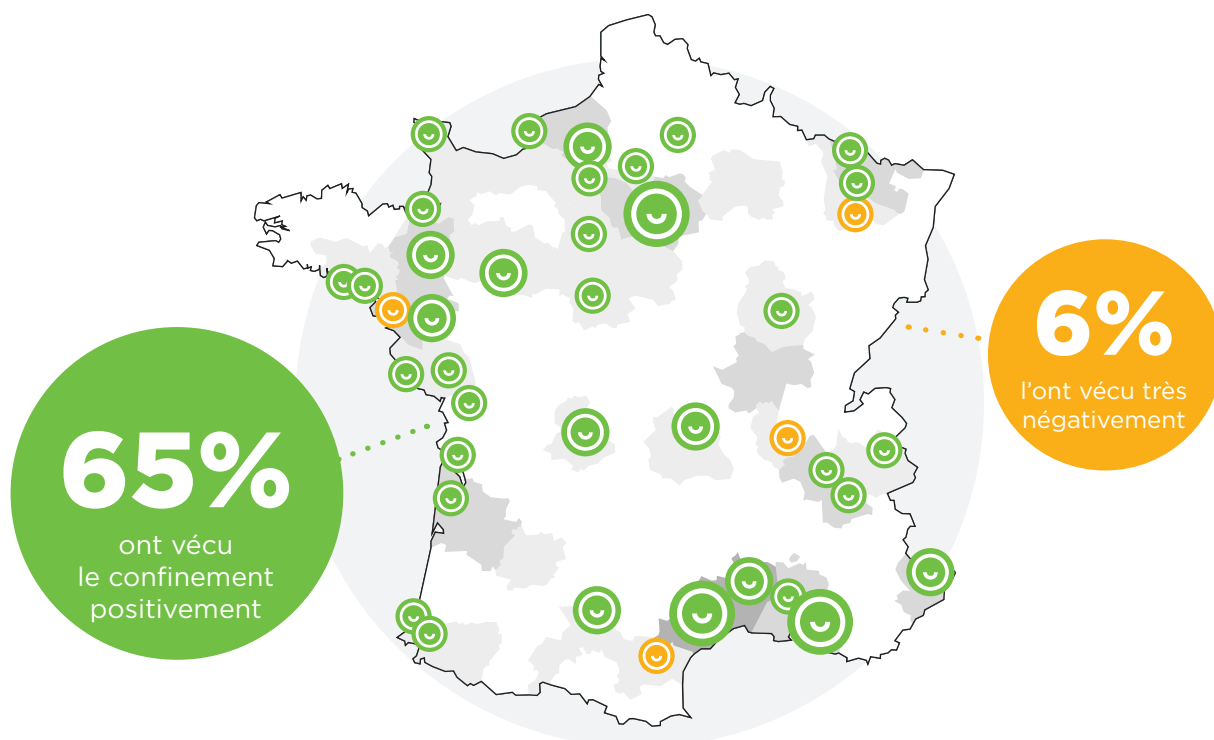 65%
ont vécu
le confinement
positivement
6%
l'ont vécu très
négativement